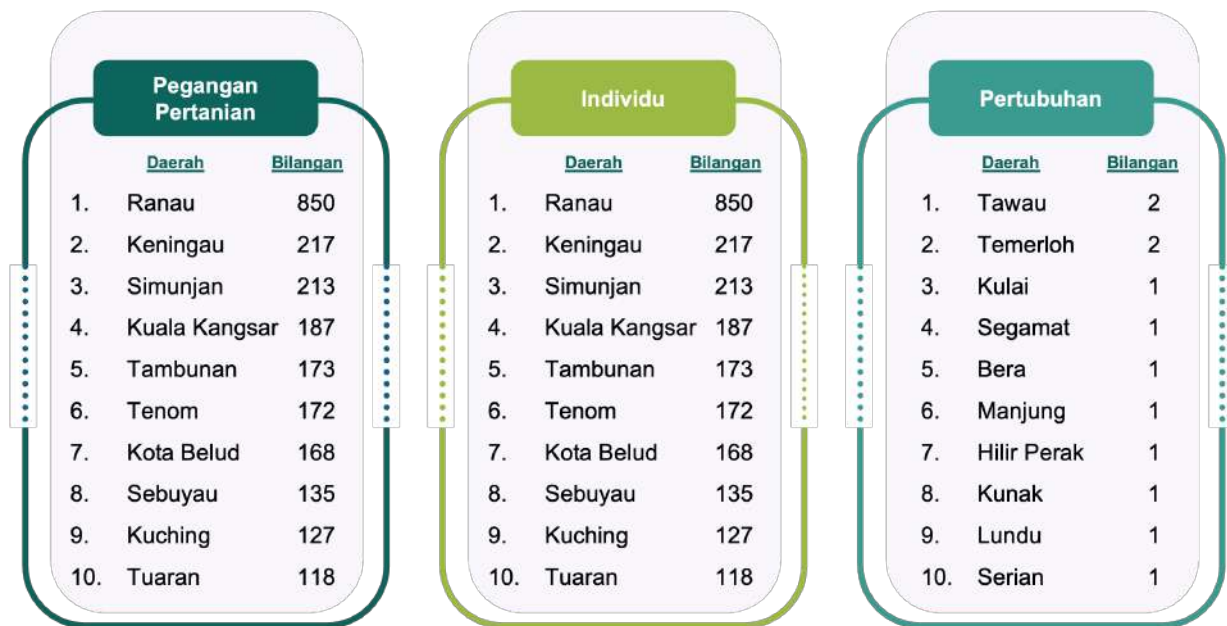 Pegangan
Pertanian
Daerah Bilangan
1. Ranau 850
2. Keningau 217
3. Simunjan 213
4. Kuala Kangsar 187
5. Tambunan 173
6. Tenom 172
7. Kota Belud 168
8. Sebuyau 135
9. Kuching 127
10. Tuaran 118
Individu
Daerah Bilangan
1. Ranau 850
2. Keningau 217
3. Simunjan 213
4. Kuala Kangsar 187
5. Tambunan 173
6. Tenom 172
7. Kota Belud 168
8. Sebuyau 135
9. Kuching 127
10. Tuaran 118
Pertubuhan
Daerah Bilangan
1. Tawau 2
2. Temerloh 2
3. Kulai 1
4. Segamat 1
5. Bera 1
6. Manjung 1
7. Hilir Perak 1
8. Kunak 1
9. Lundu 1
10. Serian 1